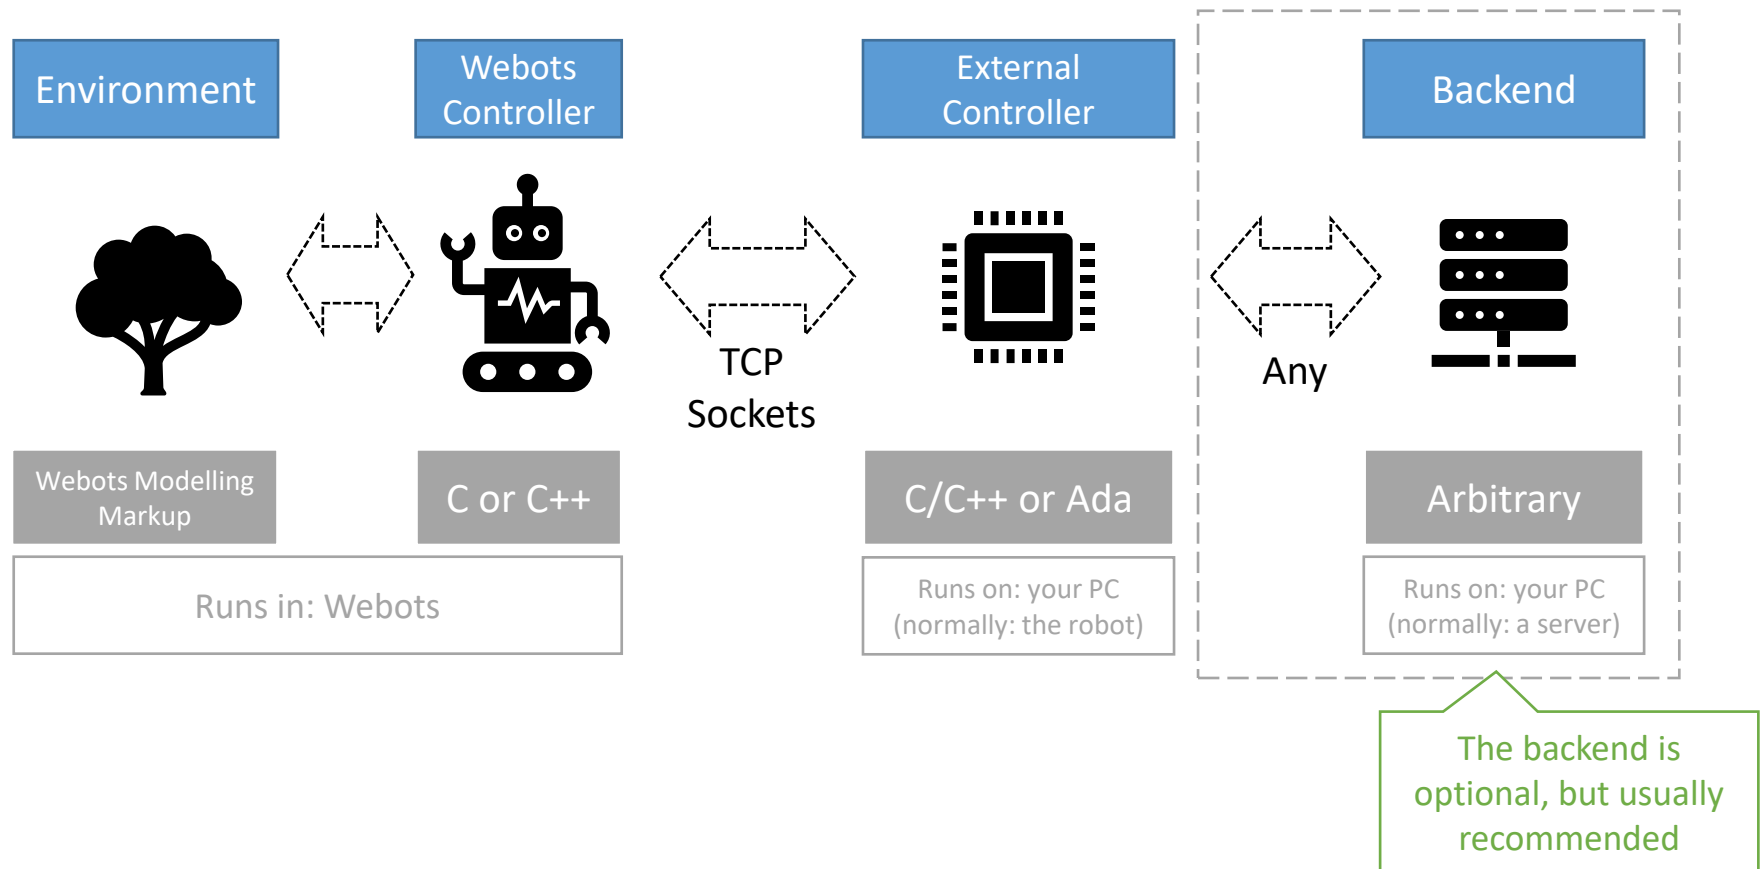 Environment
Webots
Controller
External
Controller
Backend
TCP
Sockets
Any
Webots Modelling
Markup
C or C++
C/C++ or Ada
Arbitrary
Runs in: Webots
Runs on: your PC
(normally: the robot)
Runs on: your PC
(normally: a server)
The backend is
optional, but usually
recommended